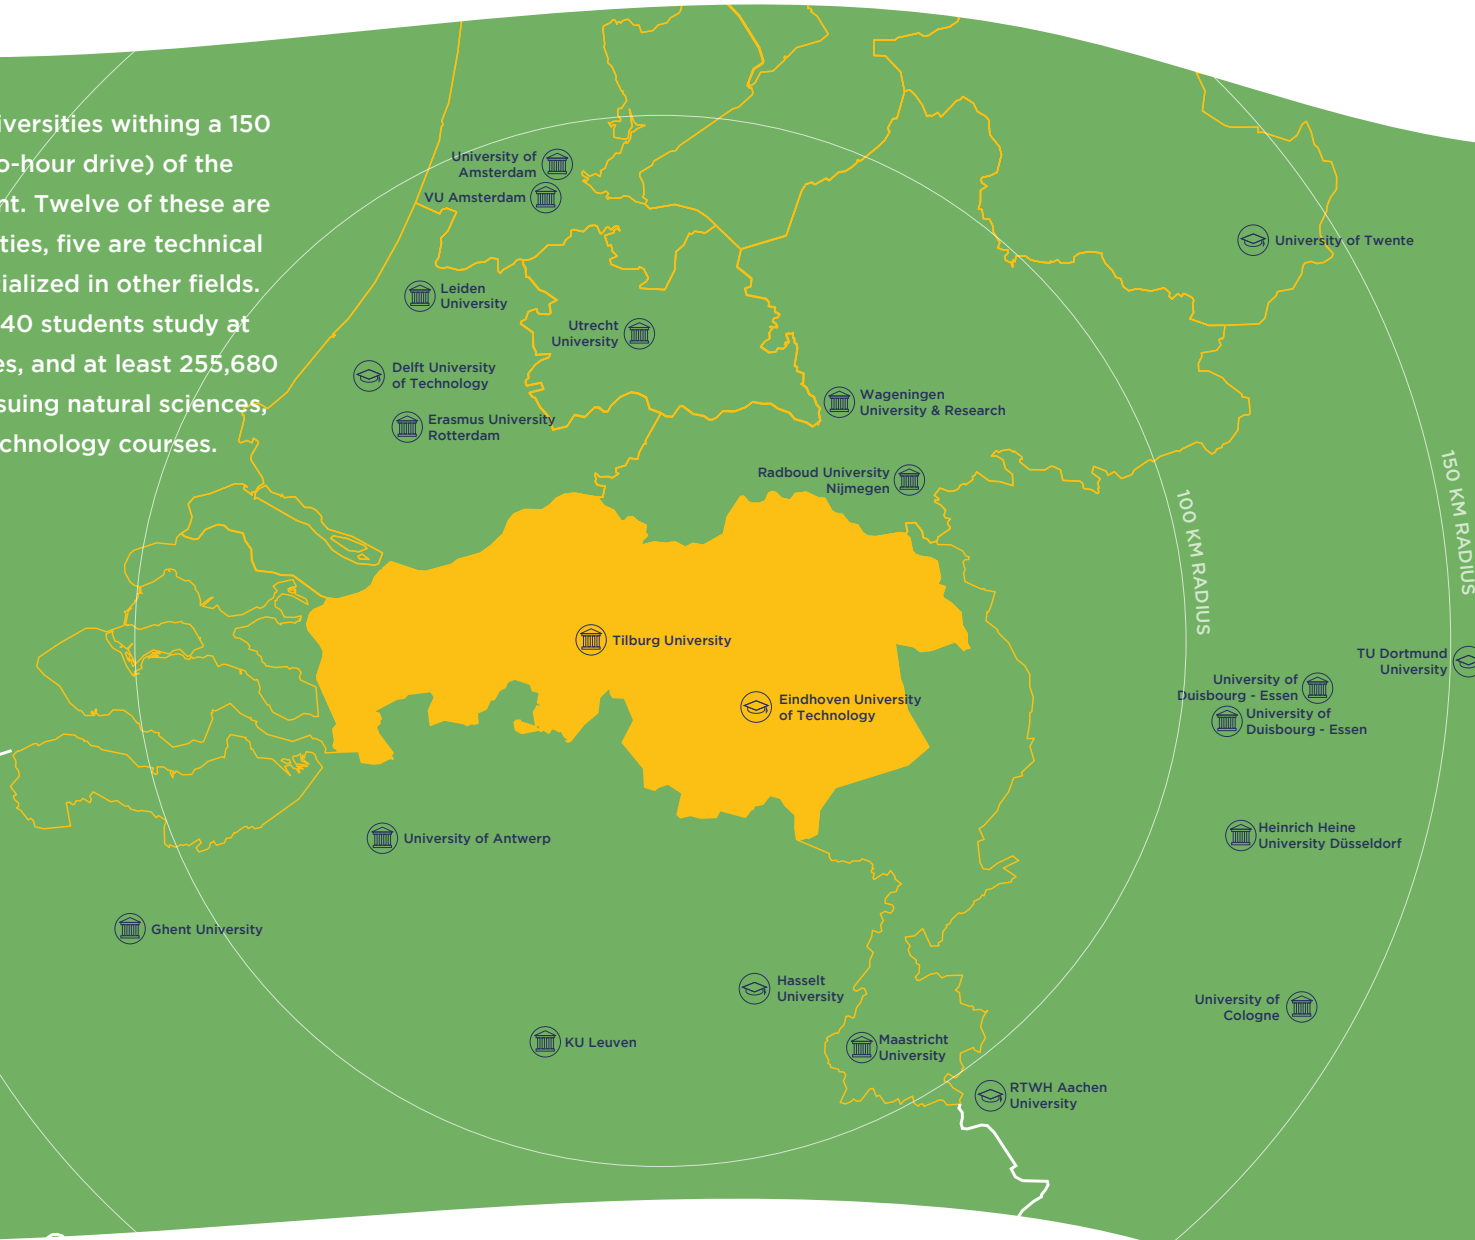 iversities withing a 150
o-hour drive) of the
nt. Twelve of these are
ties, five are technical
ialized in other fields.
40 students study at
es, and at least 255,680
suing natural sciences,
chnology courses.
University of
Amsterdam
VU Amsterdam
University of Twente
Leiden
University
Utrecht
University
Delft University
of Technology
Wageningen
University & Research
Erasmus University
Rotterdam
Radboud University
Nijmegen
150 KM RADIUS
100 KM RADIUS
Tilburg University
TU Dortmund
University
University of
Duisbourg - Essen
Eindhoven University
of Technology
University of
Duisbourg - Essen
Heinrich Heine
University Düsseldorf
University of Antwerp
Ghent University
Hasselt
University
University of
Cologne
KU Leuven
Maastricht
University
RTWH Aachen
University